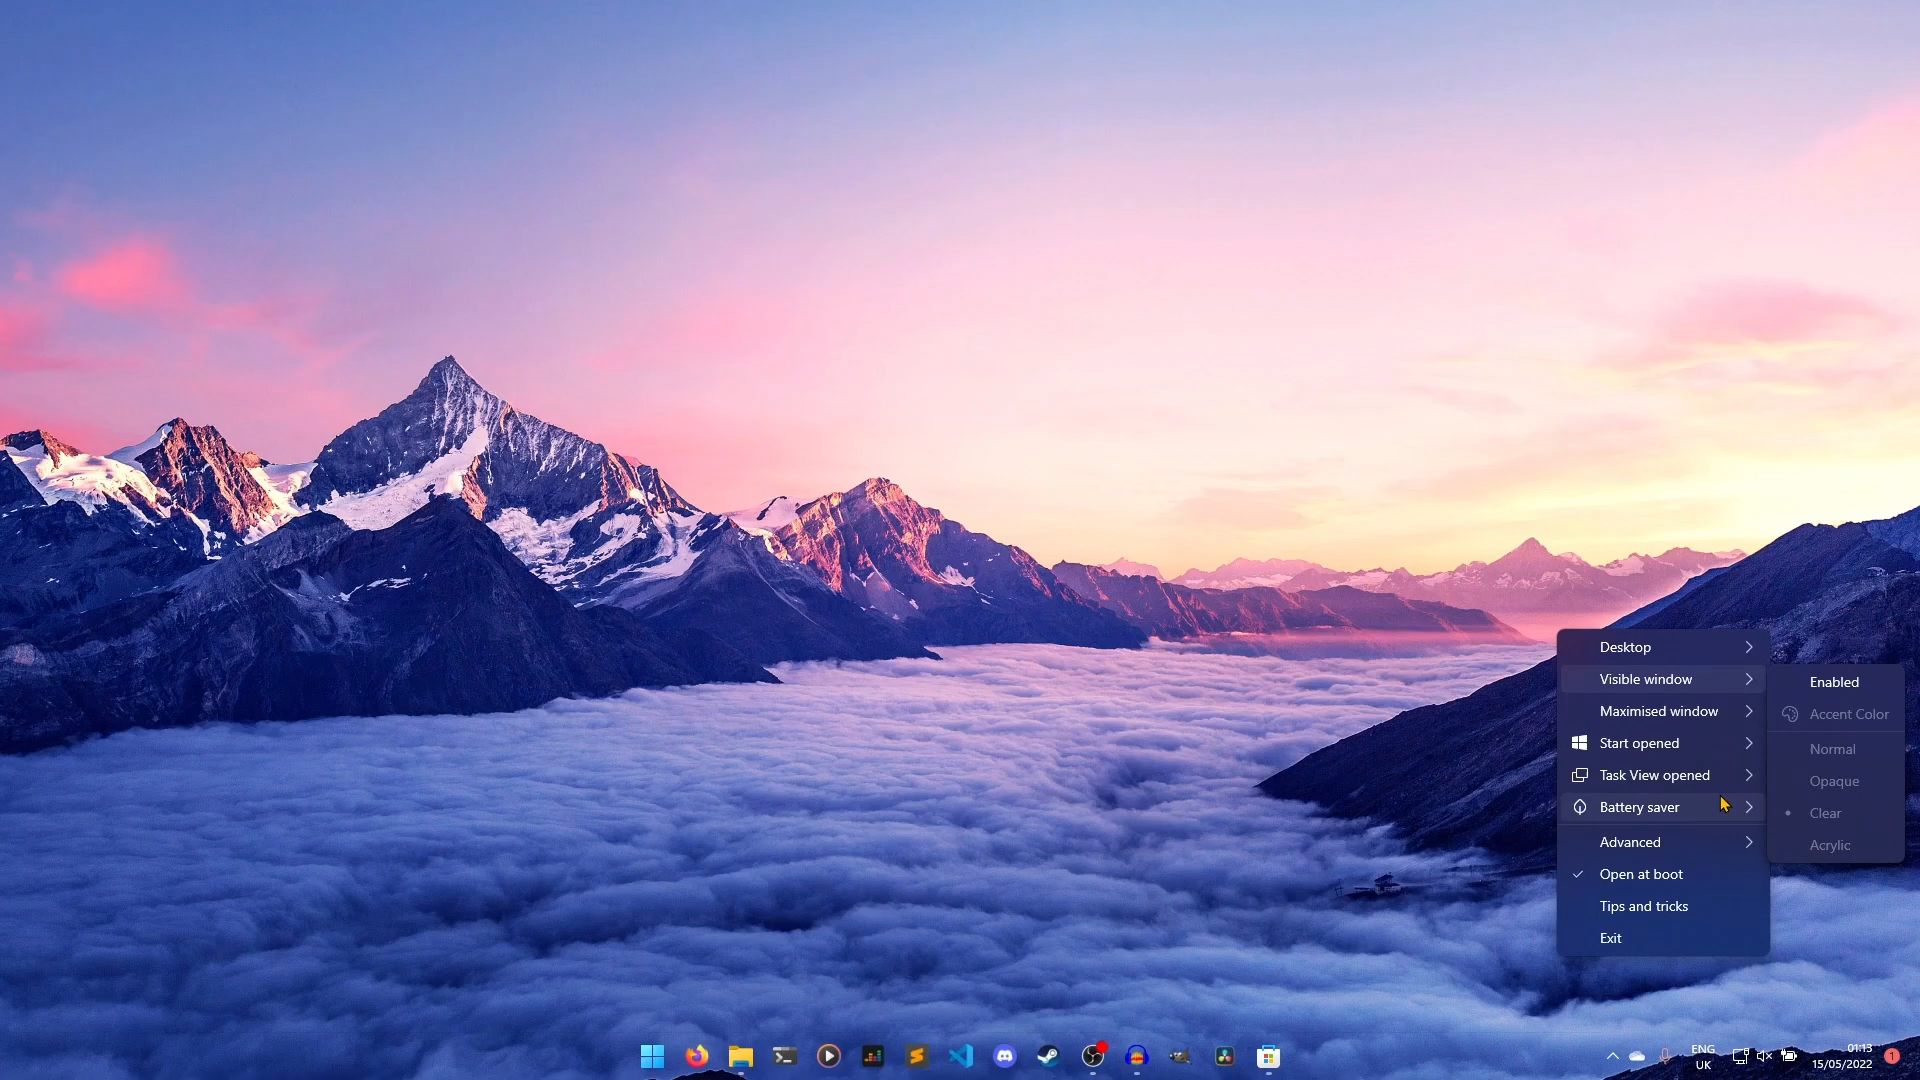 Desktop
Visible window
Maximised window
Start opened
Task View opened
Battery saver
Advanced
Open at boot
Tips and tricks
Exit
Enabled
Accent Color
Normal
Opaque
Clear
Acrylic
ENG
UK
01:13
15/05/2022
1